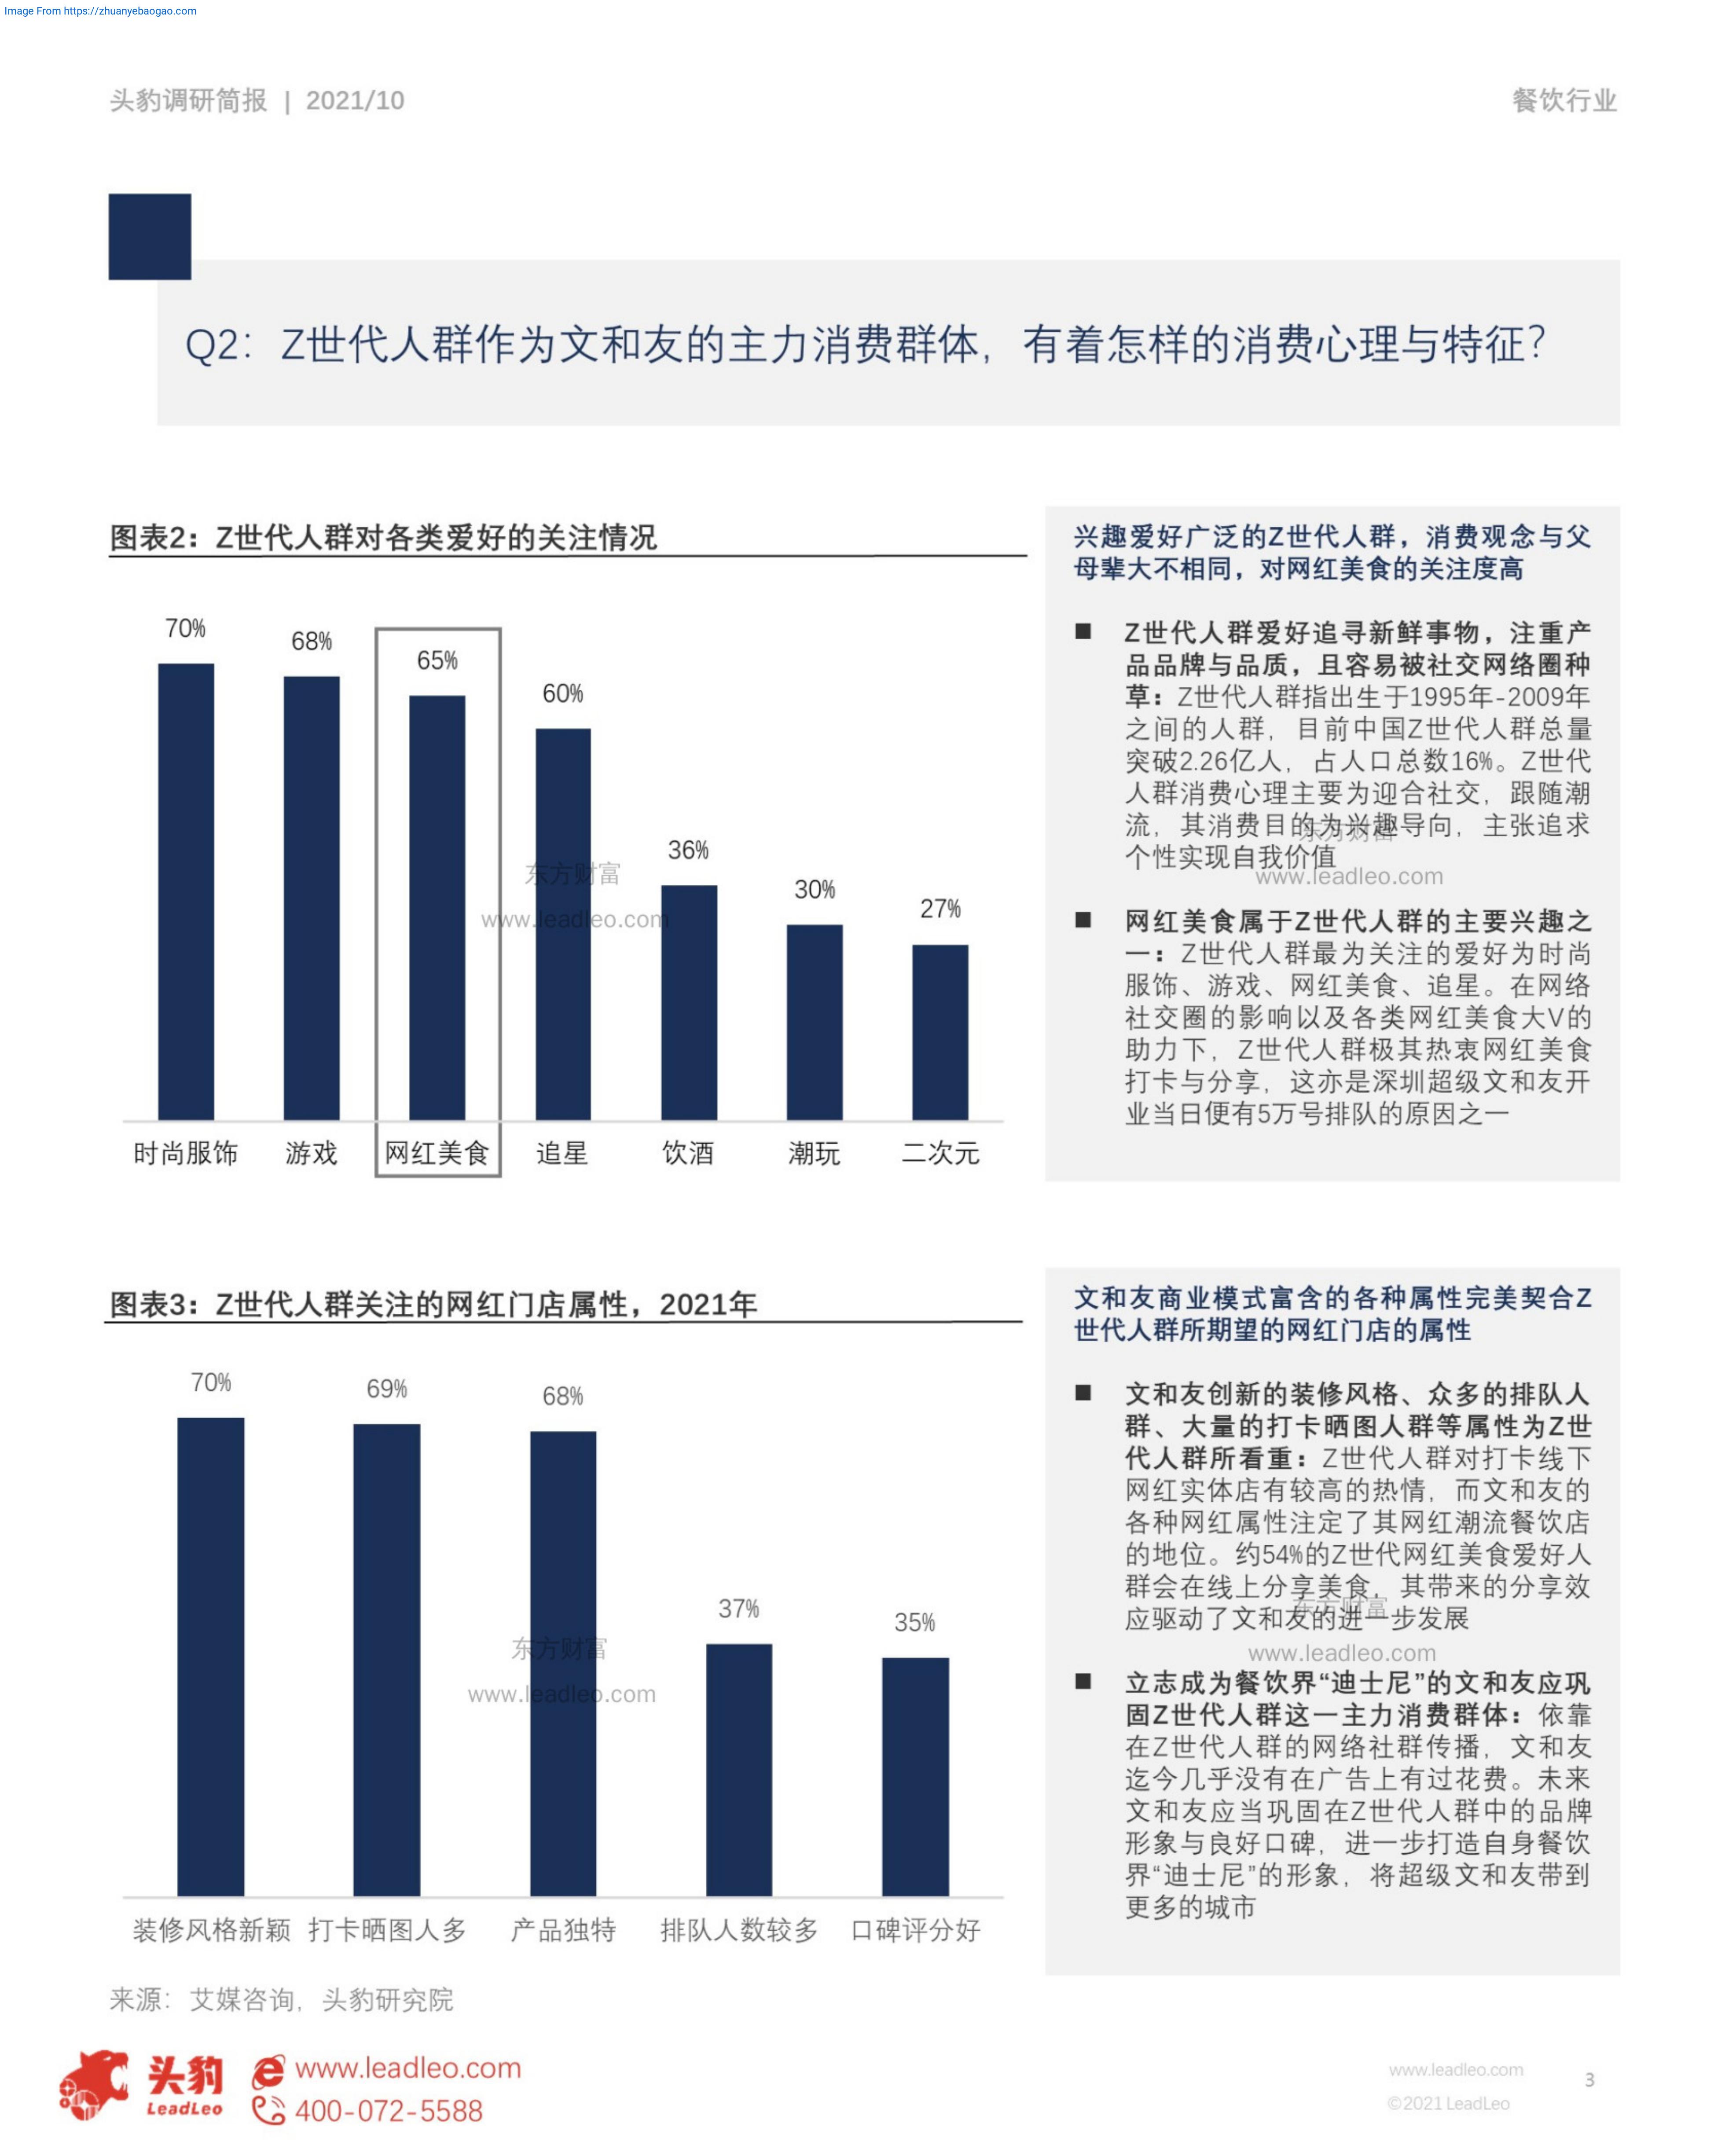 Image From https://zhuanyebaogao.com
头豹调研简报 | 2021/10
餐饮行业
Q2：Z世代人群作为文和友的主力消费群体，有着怎样的消费心理与特征？
图表2：Z世代人群对各类爱好的关注情况
70%
68%
65%
60%
36%
30%
27%
东方财富
www.leadleo.com
时尚服饰
游戏
网红美食
追星
饮酒
潮玩
二次元
兴趣爱好广泛的Z世代人群，消费观念与父
母辈大不相同，对网红美食的关注度高
■ Z世代人群爱好追寻新鲜事物，注重产
品品牌与品质，且容易被社交网络圈种
草：Z世代人群指出生于1995年-2009年
之间的人群，目前中国Z世代人群总量
突破2.26亿人，占人口总数16%。Z世代
人群消费心理主要为迎合社交，跟随潮
流，其消费目的为兴趣导向，主张追求
个性实现自我价值
东方财富
www.leadleo.com
■ 网红美食属于Z世代人群的主要兴趣之
一：Z世代人群最为关注的爱好为时尚
服饰、游戏、网红美食、追星。在网络
社交圈的影响以及各类网红美食大V的
助力下，Z世代人群极其热衷网红美食
打卡与分享，这亦是深圳超级文和友开
业当日便有5万号排队的原因之一
图表3：Z世代人群关注的网红门店属性，2021年
70%
69%
68%
37%
35%
东方财富
www.leadleo.com
装修风格新颖
打卡晒图人多
产品独特
排队人数较多
口碑评分好
文和友商业模式富含的各种属性完美契合Z
世代人群所期望的网红门店的属性
■ 文和友创新的装修风格、众多的排队人
群、大量的打卡晒图人群等属性为Z世
代人群所看重：Z世代人群对打卡线下
网红实体店有较高的热情，而文和友的
各种网红属性注定了其网红潮流餐饮店
的地位。约54%的Z世代网红美食爱好人
群会在线上分享美食，其带来的分享效
应驱动了文和友的进一步发展
东方财富
www.leadleo.com
■ 立志成为餐饮界“迪士尼”的文和友应巩
固Z世代人群这一主力消费群体：依靠
在Z世代人群的网络社群传播，文和友
迄今几乎没有在广告上有过花费。未来
文和友应当巩固在Z世代人群中的品牌
形象与良好口碑，进一步打造自身餐饮
界“迪士尼”的形象，将超级文和友带到
更多的城市
来源：艾媒咨询，头豹研究院
头豹
LeadLeo
www.leadleo.com
400-072-5588
www.leadleo.com
©2021 LeadLeo
3